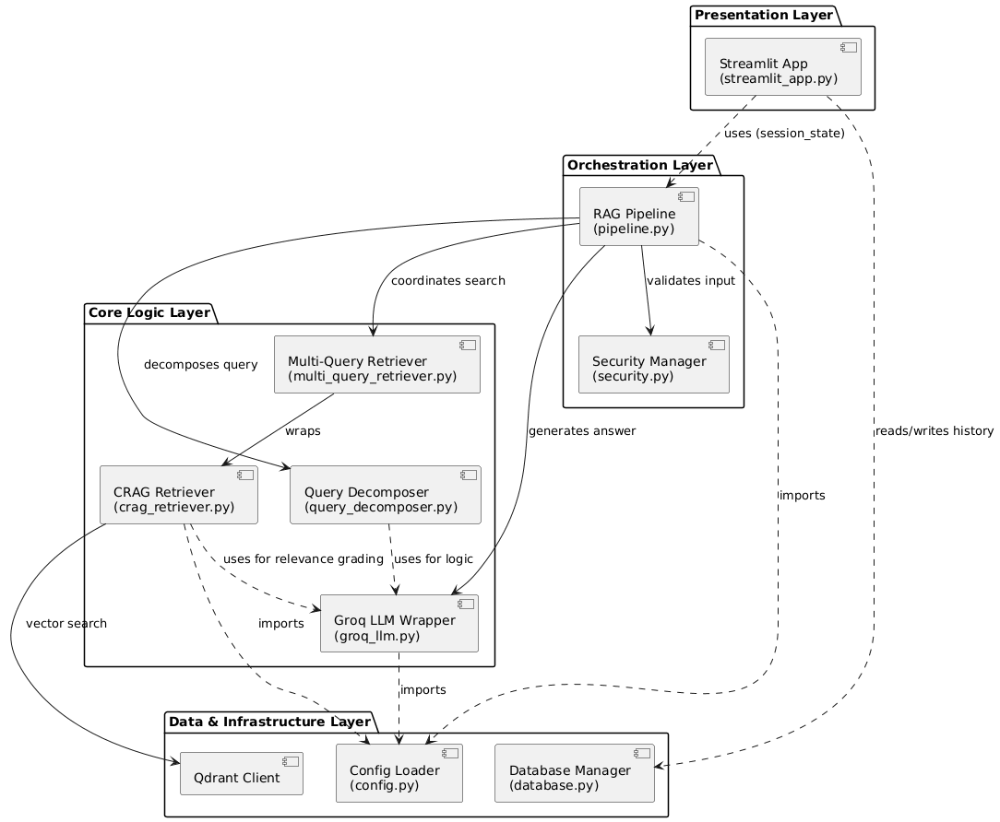 Presentation Layer
Streamlit App
(streamlit_app.py)
uses (session_state)
Orchestration Layer
RAG Pipeline
(pipeline.py)
coordinates search
validates input
Core Logic Layer
Multi-Query Retriever
(multi_query_retriever.py)
Security Manager
(security.py)
decomposes query
wraps
generates answer
reads/writes history
CRAG Retriever
(crag_retriever.py)
Query Decomposer
(query_decomposer.py)
imports
uses for relevance grading
uses for logic
vector search
imports
Groq LLM Wrapper
(groq_llm.py)
imports
Data & Infrastructure Layer
Qdrant Client
Config Loader
(config.py)
Database Manager
(database.py)